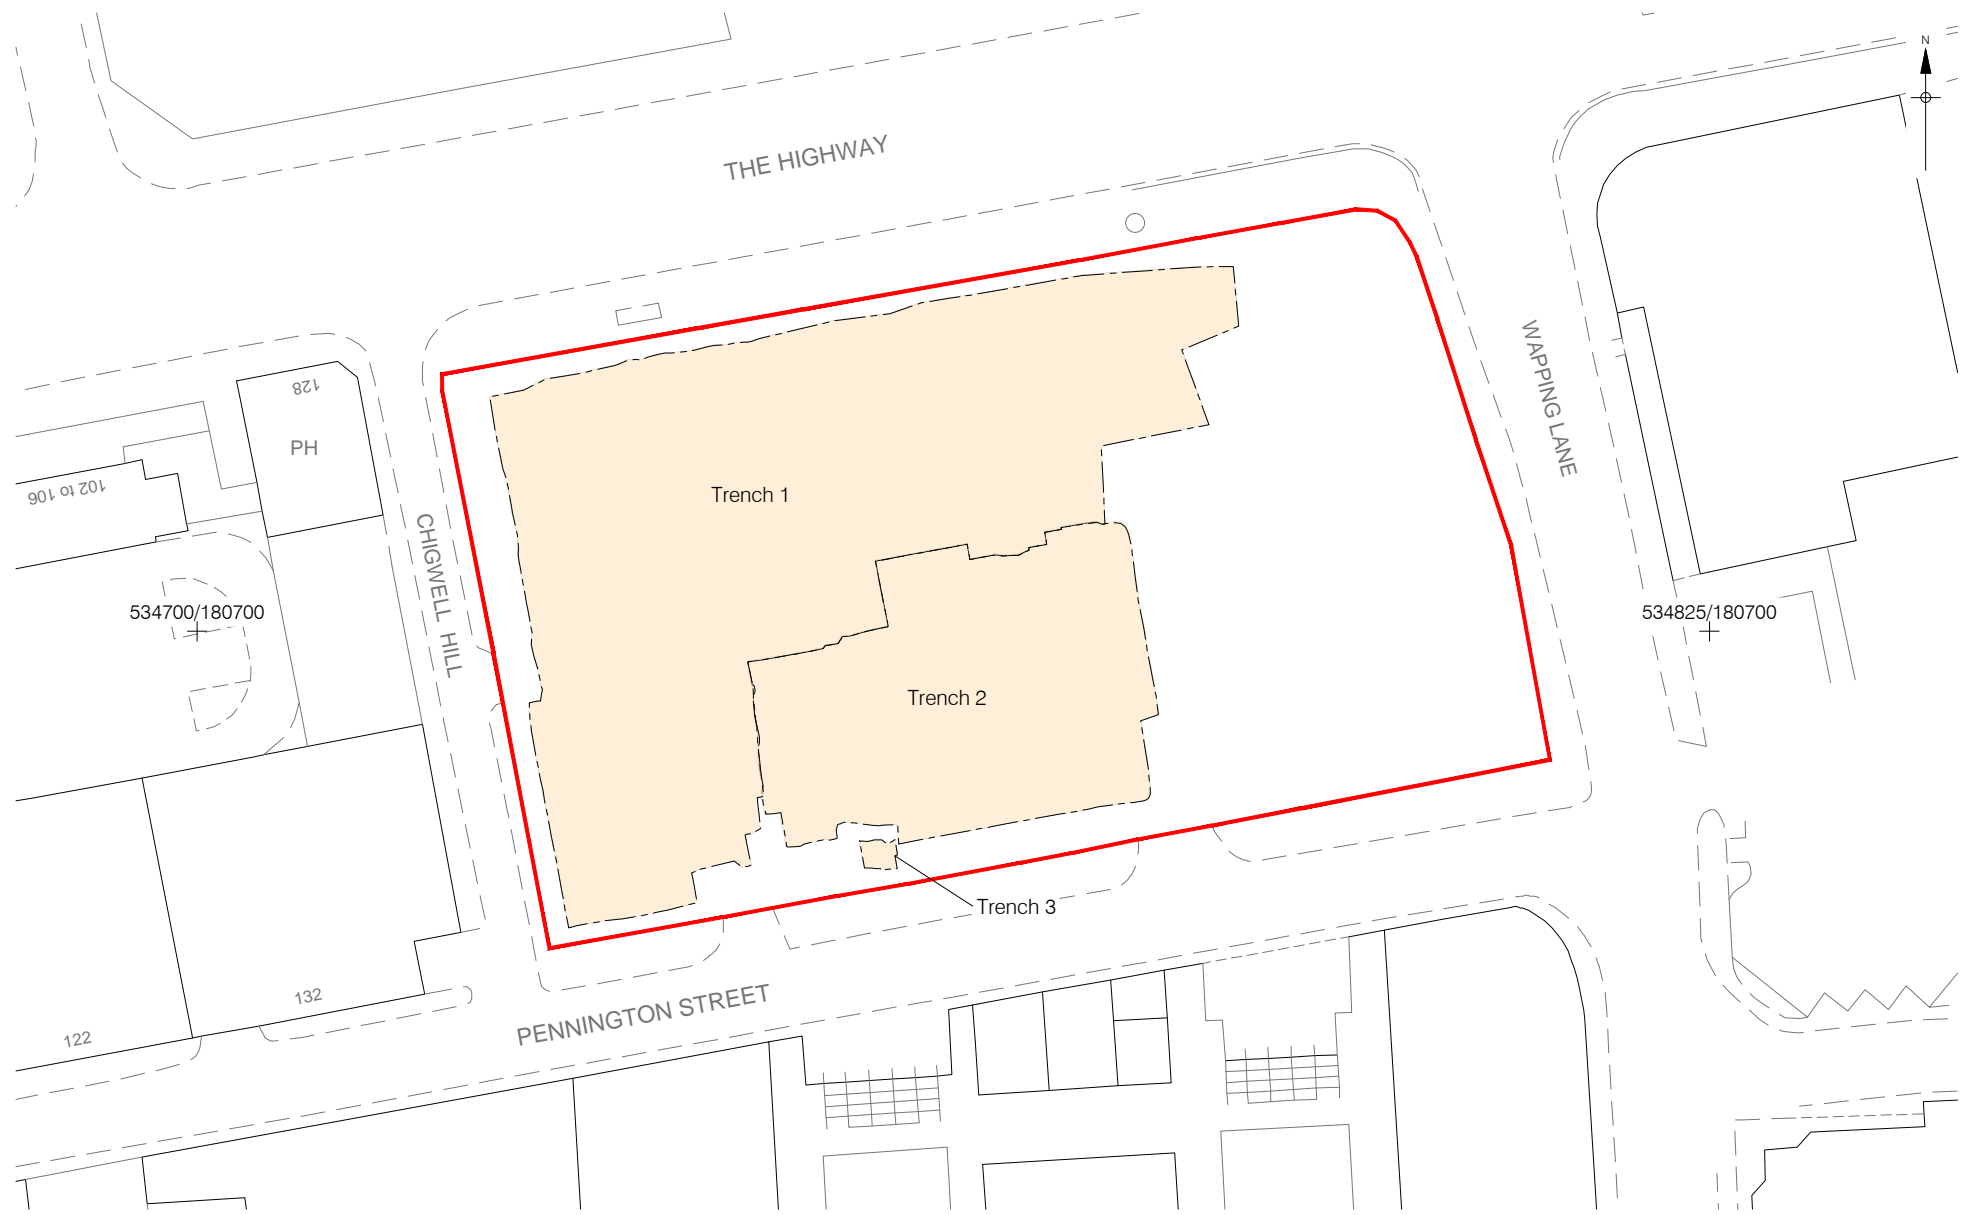 N
THE HIGHWAY
128
PH
WAPPING LANE
102 to 106
Trench 1
CHIGWELL HILL
534700/180700
534825/180700
Trench 2
Trench 3
132
PENNINGTON STREET
122